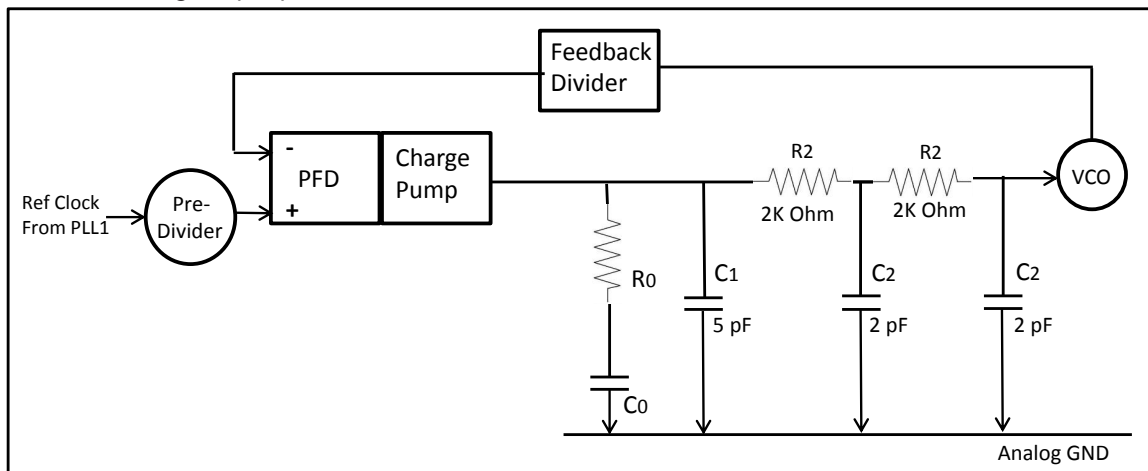 Feedback
Divider
-
PFD
+
Charge
Pump
R2
2K Ohm
R2
2K Ohm
VCO
Ref Clock
From PLL1
Pre-
Divider
R0
C1
5 pF
C2
2 pF
C2
2 pF
C0
Analog GND